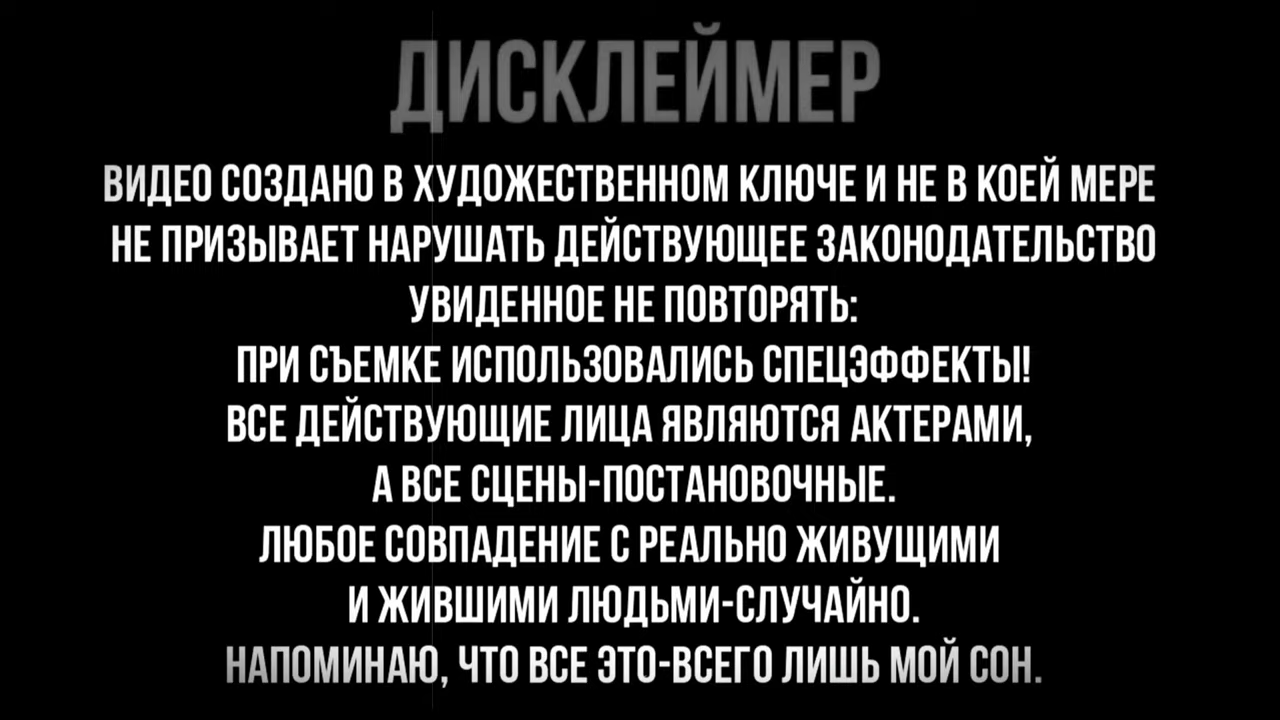 ДИСКЛЕЙМЕР
ВИДЕО СОЗДАНО В ХУДОЖЕСТВЕННОМ КЛЮЧЕ И НЕ В КОЕЙ МЕРЕ
НЕ ПРИЗЫВАЕТ НАРУШАТЬ ДЕЙСТВУЮЩЕЕ ЗАКОНОДАТЕЛЬСТВО
УВИДЕННОЕ НЕ ПОВТОРЯТЬ:
ПРИ СЪЕМКЕ ИСПОЛЬЗОВАЛИСЬ СПЕЦЭФФЕКТЫ!
ВСЕ ДЕЙСТВУЮЩИЕ ЛИЦА ЯВЛЯЮТСЯ АКТЕРАМИ,
А ВСЕ СЦЕНЫ-ПОСТАНОВОЧНЫЕ.
ЛЮБОЕ СОВПАДЕНИЕ С РЕАЛЬНО ЖИВУЩИМИ
И ЖИВШИМИ ЛЮДЬМИ-СЛУЧАЙНО.
НАПОМИНАЮ, ЧТО ВСЕ ЭТО-ВСЕГО ЛИШЬ МОЙ СОН.